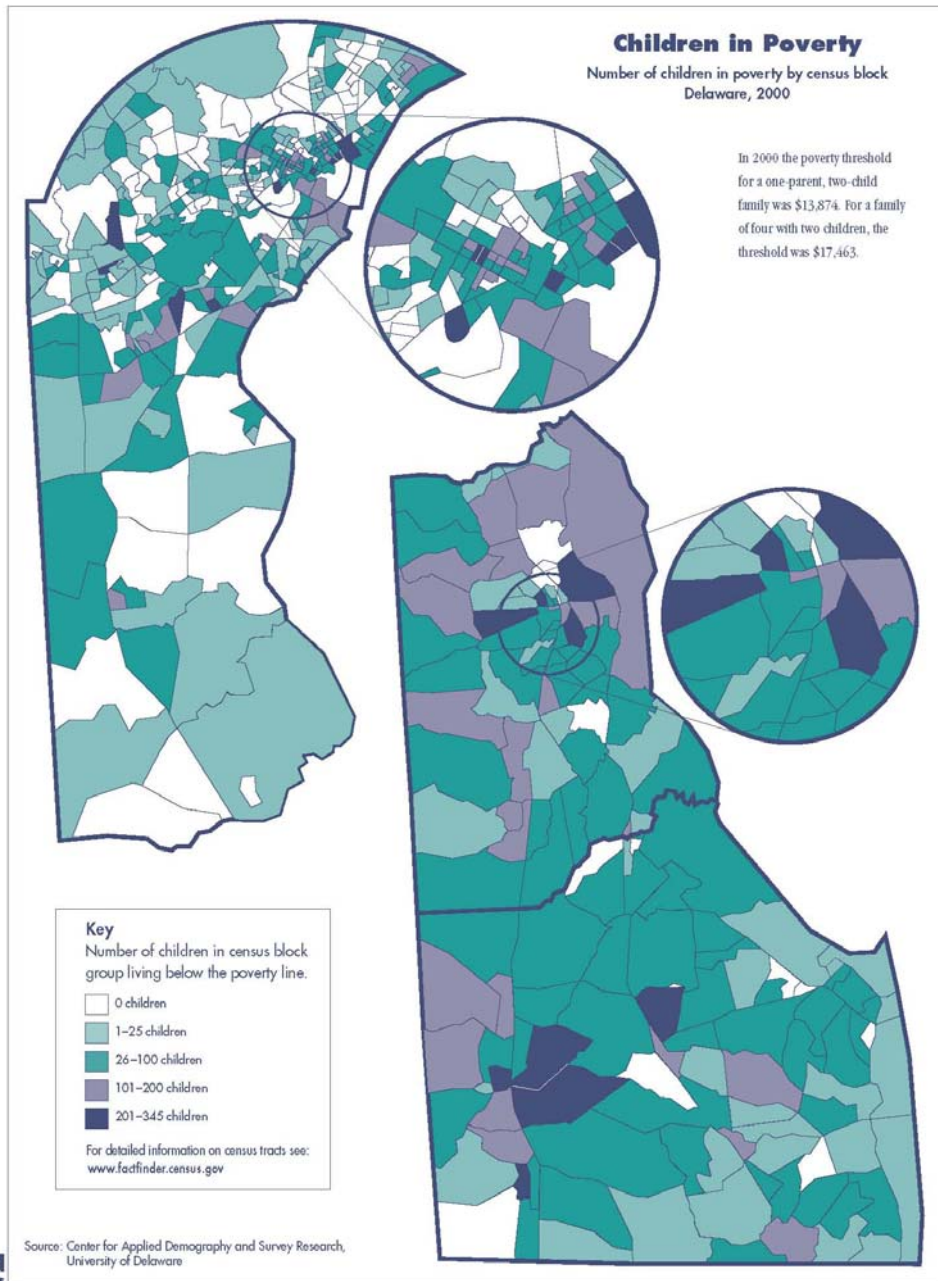 Children in Poverty
Number of children in poverty by census block
Delaware, 2000
In 2000 the poverty threshold
for a one-parent, two-child
family was $13,874. For a family
of four with two children, the
threshold was $17,463.
Key
Number of children in census block
group living below the poverty line.
0 children
1–25 children
26–100 children
101–200 children
201–345 children
For detailed information on census tracts see:
www.factfinder.census.gov
Source: Center for Applied Demography and Survey Research,
University of Delaware